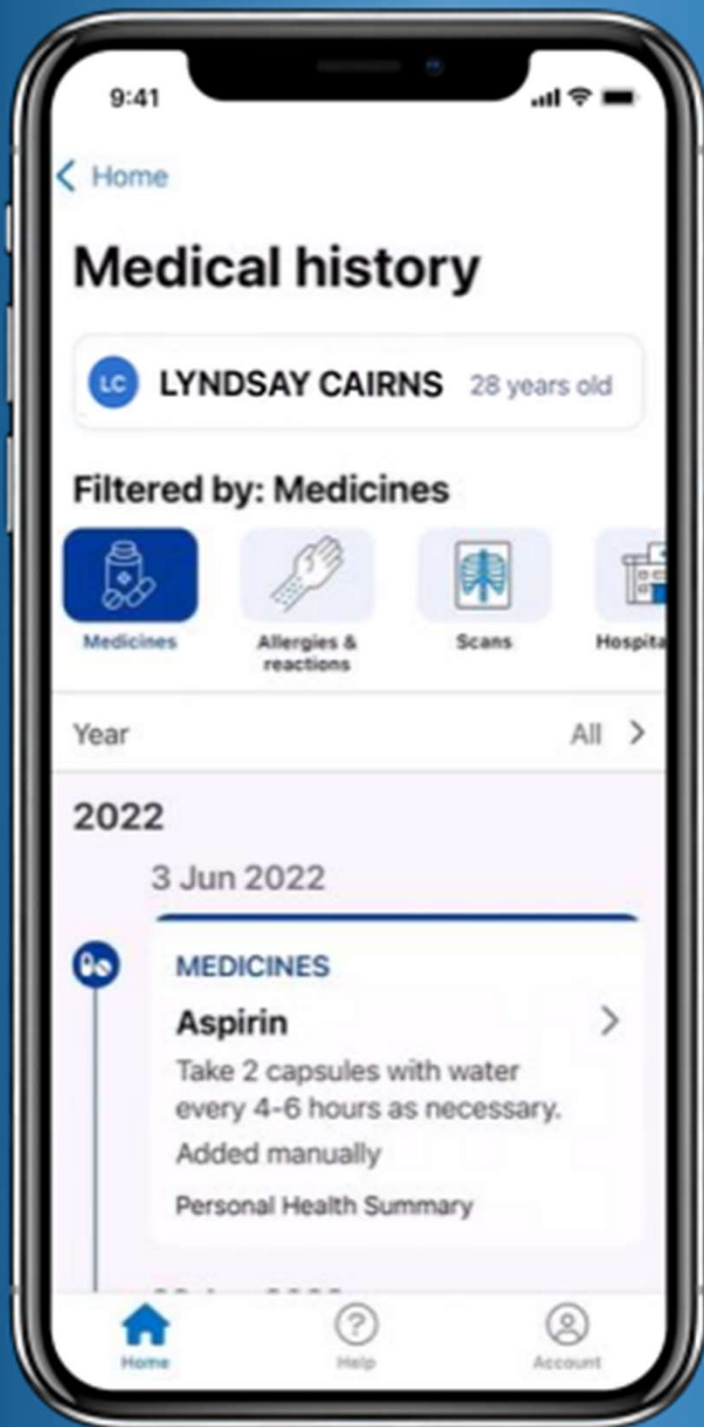 9:41
Home
Medical history
LC LYNDSAY CAIRNS 28 years old
Filtered by: Medicines
Medicines
Allergies &
reactions
Scans
Hospita
Year All
2022
3 Jun 2022
MEDICINES
Aspirin
Take 2 capsules with water
every 4-6 hours as necessary.
Added manually
Personal Health Summary
Home Help Account